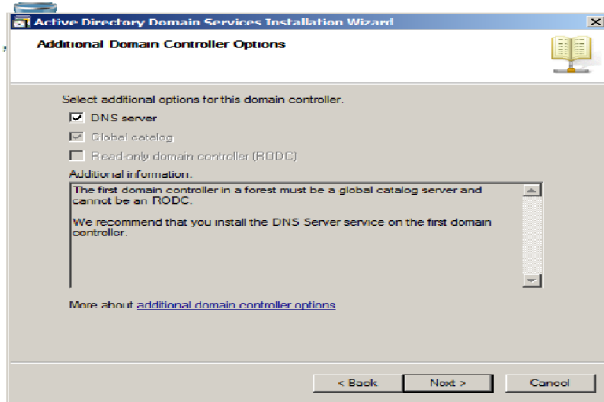 Active Directory Domain Services Installation Wizard
Additional Domain Controller Options
Select additional options for this domain controller.
DNS server
Global catalog
Read-only domain controller (RODC)
Additional information:
The first domain controller in a forest must be a global catalog server and
cannot be an RODC.
We recommend that you install the DNS Server service on the first domain
controller.
More about additional domain controller options
< Back
Next >
Cancel